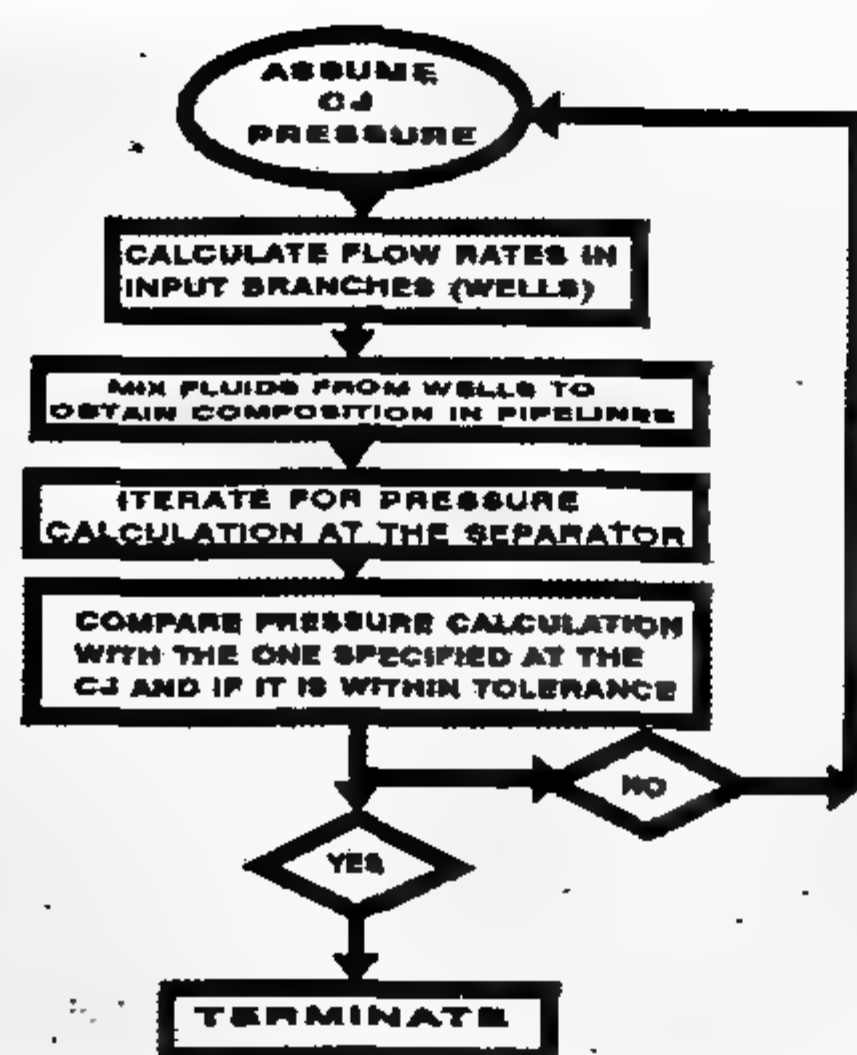 ASSUME
CJ
PRESSURE
CALCULATE FLOW RATES IN
INPUT BRANCHES (WELLS)
MIX FLUIDS FROM WELLS TO
OBTAIN COMPOSITION IN PIPELINES
ITERATE FOR PRESSURE
CALCULATION AT THE SEPARATOR
COMPARE PRESSURE CALCULATION
WITH THE ONE SPECIFIED AT THE
CJ AND IF IT IS WITHIN TOLERANCE
NO
YES
TERMINATE